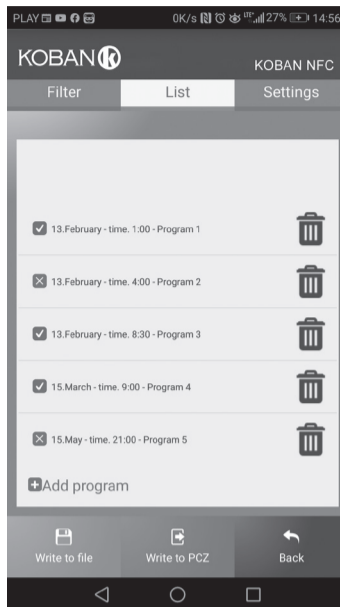 PLAY 0K/s LTE 27% 14:56
KOBAN k
KOBAN NFC
Filter List Settings
13.February - time. 1:00 - Program 1
13.February - time. 4:00 - Program 2
13.February - time. 8:30 - Program 3
15.March - time. 9:00 - Program 4
15.May - time. 21:00 - Program 5
Add program
Write to file Write to PCZ Back